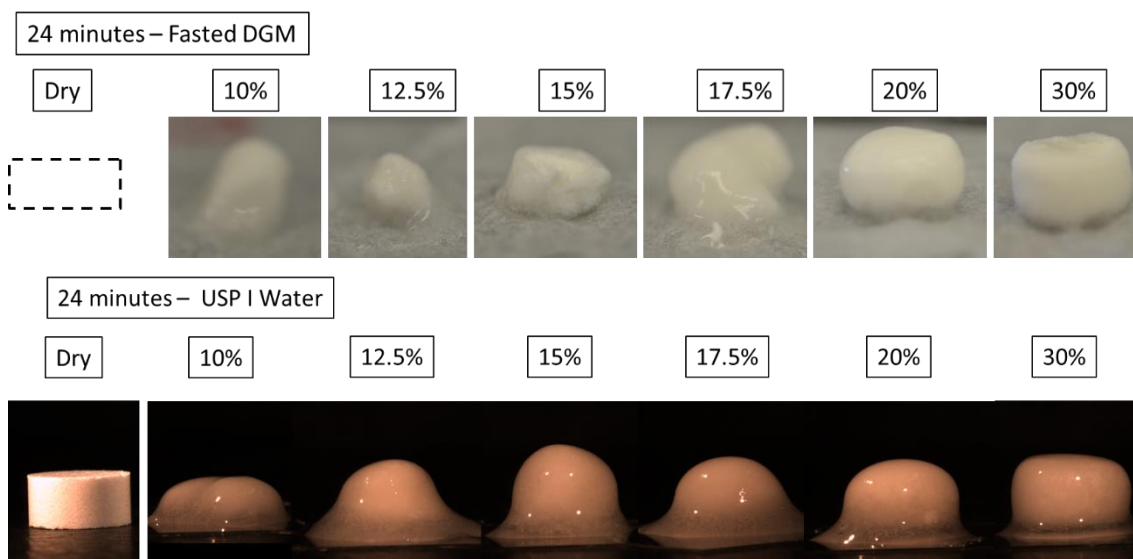 24 minutes – Fasted DGM
Dry 10% 12.5% 15% 17.5% 20% 30%
24 minutes – USP I Water
Dry 10% 12.5% 15% 17.5% 20% 30%